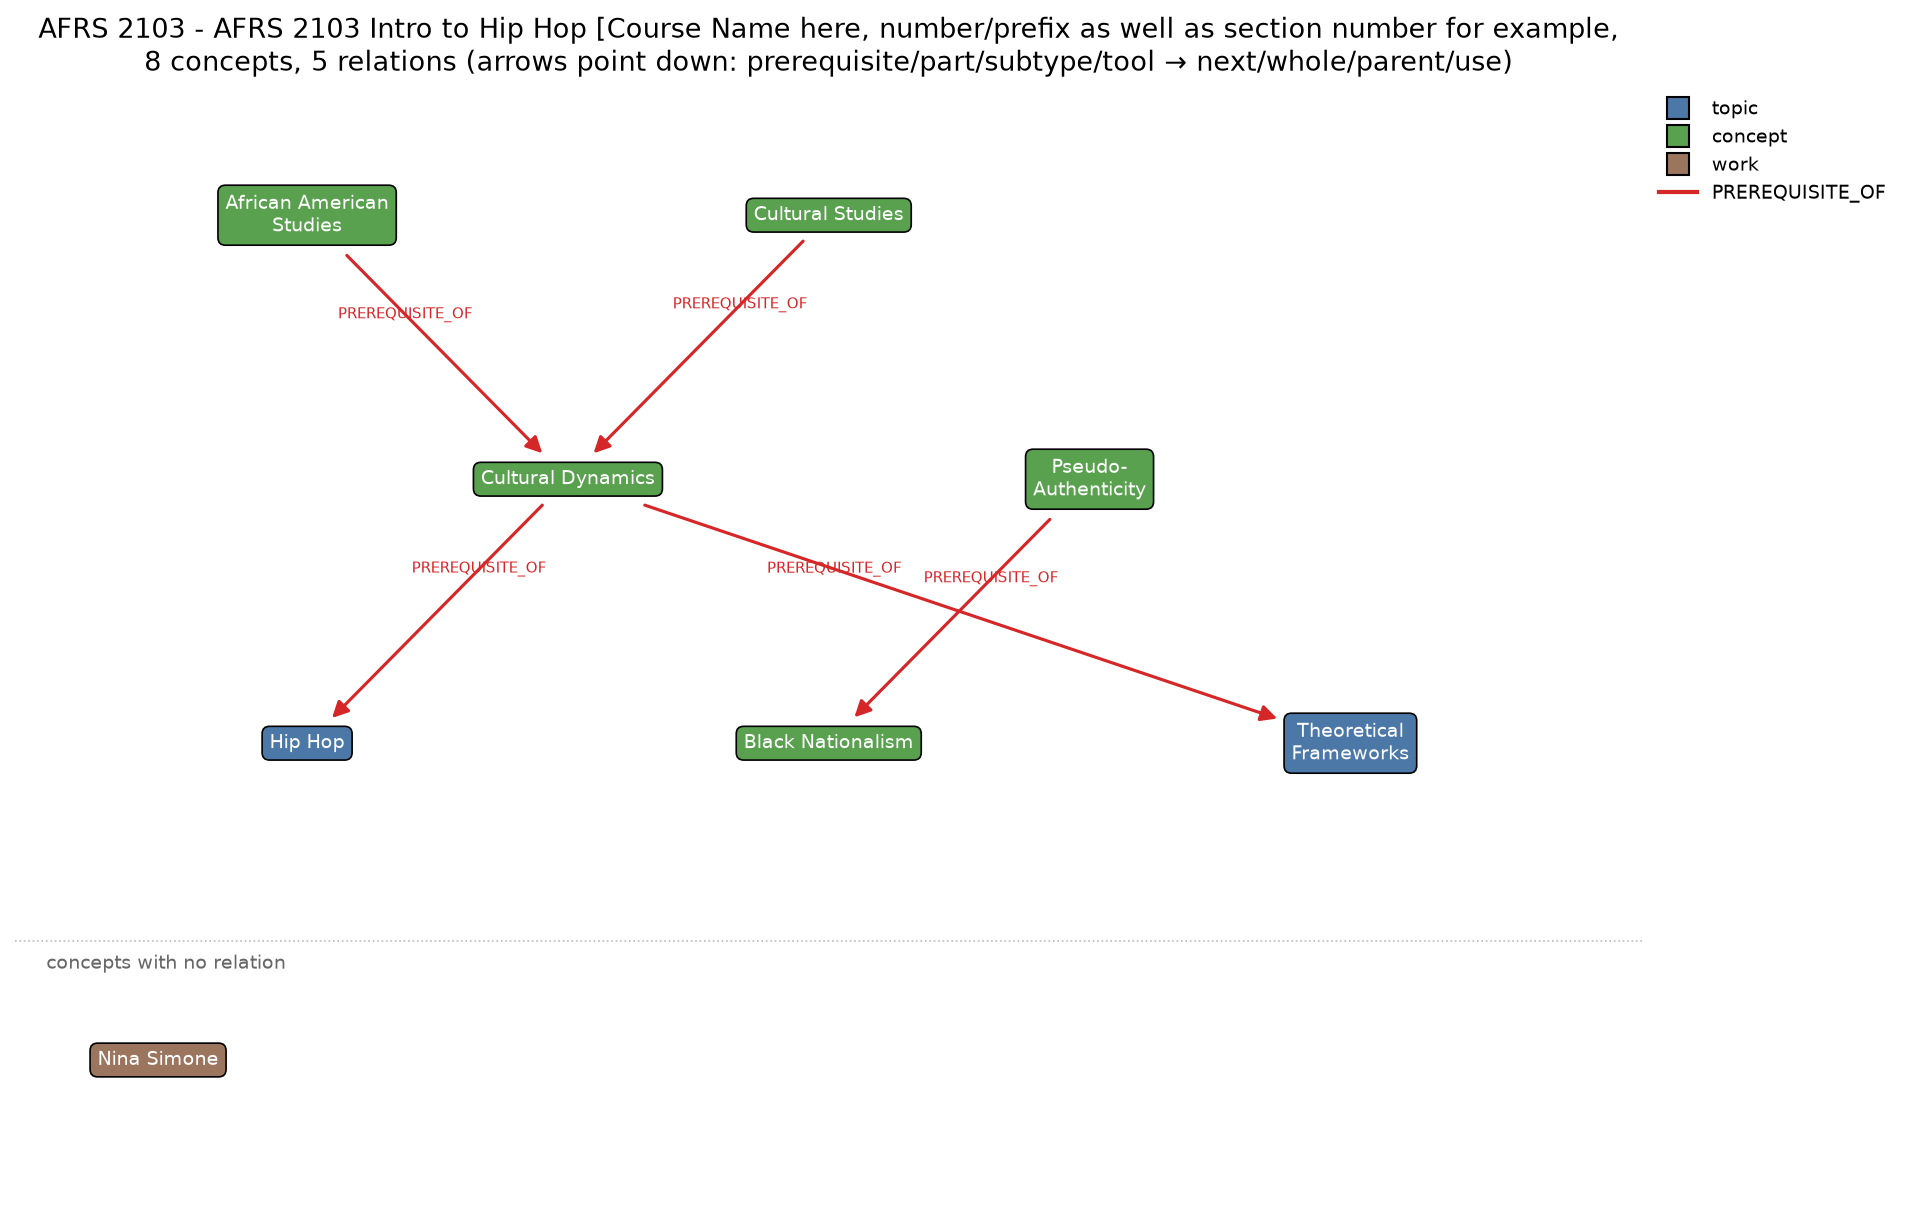 AFRS 2103 - AFRS 2103 Intro to Hip Hop [Course Name here, number/prefix as well as section number for example,
8 concepts, 5 relations (arrows point down: prerequisite/part/subtype/tool → next/whole/parent/use)
topic
concept
work
PREREQUISITE_OF
African American
Studies
Cultural Studies
PREREQUISITE_OF
PREREQUISITE_OF
Cultural Dynamics
Pseudo-
Authenticity
PREREQUISITE_OF
PREREQUISITE_OF
PREREQUISITE_OF
Hip Hop
Black Nationalism
Theoretical
Frameworks
concepts with no relation
Nina Simone